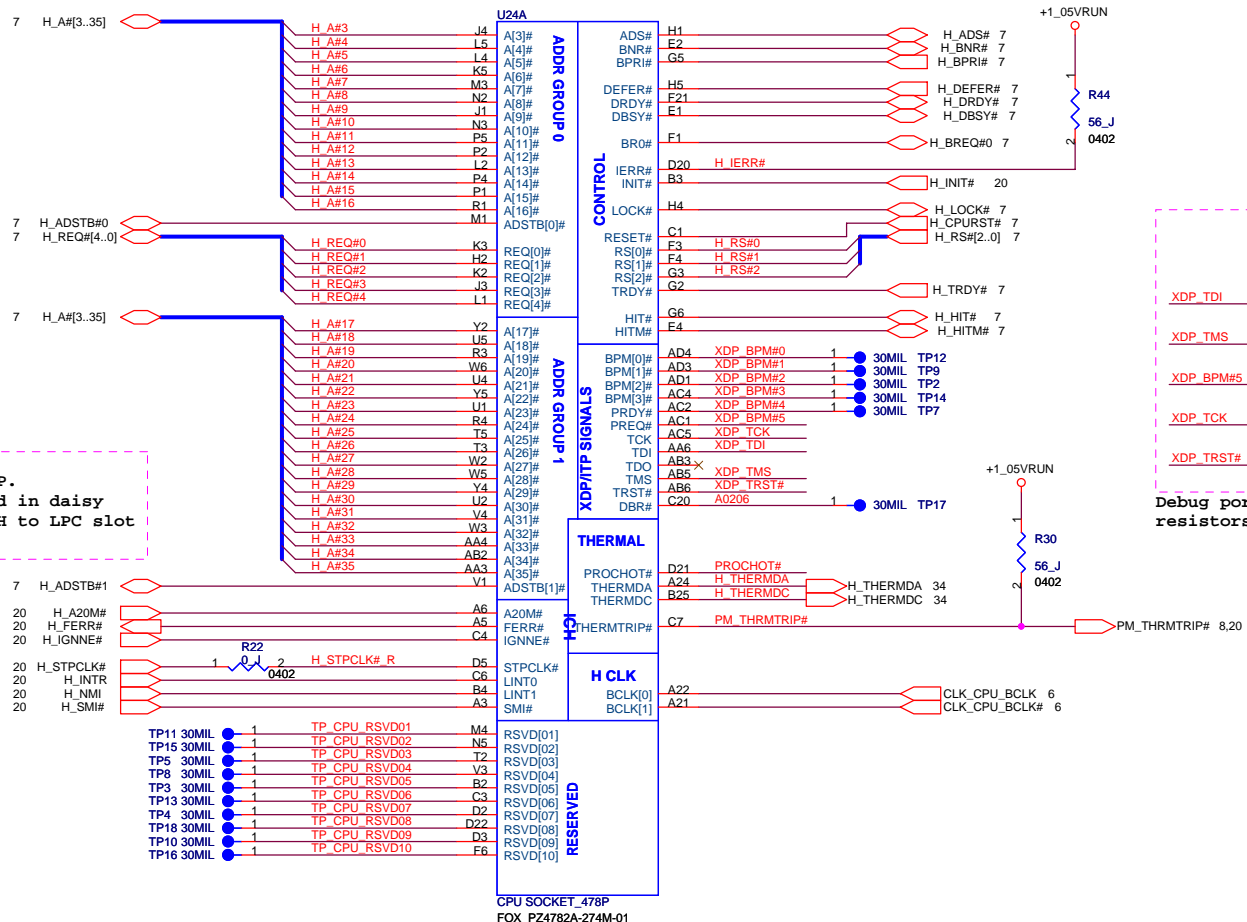 U24A
7 H_A#[3..35]
H_A#3 J4 A[3]#
H_A#4 L5 A[4]#
H_A#5 L4 A[5]#
H_A#6 K5 A[6]#
H_A#7 M3 A[7]#
H_A#8 N2 A[8]#
H_A#9 J1 A[9]#
H_A#10 N3 A[10]#
H_A#11 P5 A[11]#
H_A#12 P2 A[12]#
H_A#13 L2 A[13]#
H_A#14 P4 A[14]#
H_A#15 P1 A[15]#
H_A#16 R1 A[16]#
7 H_ADSTB#0 M1 ADSTB[0]#
ADDR GROUP 0
7 H_REQ#[4..0]
H_REQ#0 K3 REQ[0]#
H_REQ#1 H2 REQ[1]#
H_REQ#2 K2 REQ[2]#
H_REQ#3 J3 REQ[3]#
H_REQ#4 L1 REQ[4]#
7 H_A#[3..35]
H_A#17 Y2 A[17]#
H_A#18 U5 A[18]#
H_A#19 R3 A[19]#
H_A#20 W6 A[20]#
H_A#21 U4 A[21]#
H_A#22 Y5 A[22]#
H_A#23 U1 A[23]#
H_A#24 R4 A[24]#
H_A#25 T5 A[25]#
H_A#26 T3 A[26]#
H_A#27 W2 A[27]#
H_A#28 W5 A[28]#
H_A#29 Y4 A[29]#
H_A#30 U2 A[30]#
H_A#31 V4 A[31]#
H_A#32 W3 A[32]#
H_A#33 AA4 A[33]#
H_A#34 AB2 A[34]#
H_A#35 AA3 A[35]#
7 H_ADSTB#1 V1 ADSTB[1]#
ADDR GROUP 1
P.
d in daisy
H to LPC slot
20 H_A20M# A6 A20M#
20 H_FERR# A5 FERR#
20 H_IGNNE# C4 IGNNE#
ICH
R22
20 H_STPCLK# 1 0_J 2 H_STPCLK#_R D5 STPCLK#
0402
20 H_INTR C6 LINT0
20 H_NMI B4 LINT1
20 H_SMI# A3 SMI#
TP11 30MIL 1 TP_CPU_RSVD01 M4 RSVD[01]
TP15 30MIL 1 TP_CPU_RSVD02 N5 RSVD[02]
TP5 30MIL 1 TP_CPU_RSVD03 T2 RSVD[03]
TP8 30MIL 1 TP_CPU_RSVD04 V3 RSVD[04]
TP3 30MIL 1 TP_CPU_RSVD05 B2 RSVD[05]
TP13 30MIL 1 TP_CPU_RSVD06 C3 RSVD[06]
TP4 30MIL 1 TP_CPU_RSVD07 D2 RSVD[07]
TP18 30MIL 1 TP_CPU_RSVD08 D22 RSVD[08]
TP10 30MIL 1 TP_CPU_RSVD09 D3 RSVD[09]
TP16 30MIL 1 TP_CPU_RSVD10 F6 RSVD[10]
RESERVED
CPU SOCKET_478P
FOX_PZ4782A-274M-01
CONTROL
ADS# H1 H_ADS# 7
BNR# E2 H_BNR# 7
BPRI# G5 H_BPRI# 7
DEFER# H5 H_DEFER# 7
DRDY# F21 H_DRDY# 7
DBSY# E1 H_DBSY# 7
BR0# F1 H_BREQ#0 7
IERR# D20 H_IERR#
INIT# B3 H_INIT# 20
LOCK# H4 H_LOCK# 7
RESET# C1 H_CPURST# 7
RS[0]# F3 H_RS#0 H_RS#[2..0] 7
RS[1]# F4 H_RS#1
RS[2]# G3 H_RS#2
TRDY# G2 H_TRDY# 7
HIT# G6 H_HIT# 7
HITM# E4 H_HITM# 7
+1_05VRUN
1
R44
56_J
2 0402
XDP/ITP SIGNALS
BPM[0]# AD4 XDP_BPM#0 1 30MIL TP12
BPM[1]# AD3 XDP_BPM#1 1 30MIL TP9
BPM[2]# AD1 XDP_BPM#2 1 30MIL TP2
BPM[3]# AC4 XDP_BPM#3 1 30MIL TP14
PRDY# AC2 XDP_BPM#4 1 30MIL TP7
PREQ# AC1 XDP_BPM#5
TCK AC5 XDP_TCK
TDI AA6 XDP_TDI
TDO AB3
TMS AB5 XDP_TMS
TRST# AB6 XDP_TRST#
DBR# C20 A0206 1 30MIL TP17
THERMAL
PROCHOT# D21 PROCHOT#
THERMDA A24 H_THERMDA H_THERMDA 34
THERMDC B25 H_THERMDC H_THERMDC 34
THERMTRIP# C7 PM_THRMTRIP# PM_THRMTRIP# 8,20
+1_05VRUN
1
R30
56_J
2 0402
H CLK
BCLK[0] A22 CLK_CPU_BCLK 6
BCLK[1] A21 CLK_CPU_BCLK# 6
XDP_TDI
XDP_TMS
XDP_BPM#5
XDP_TCK
XDP_TRST#
Debug por
resistors